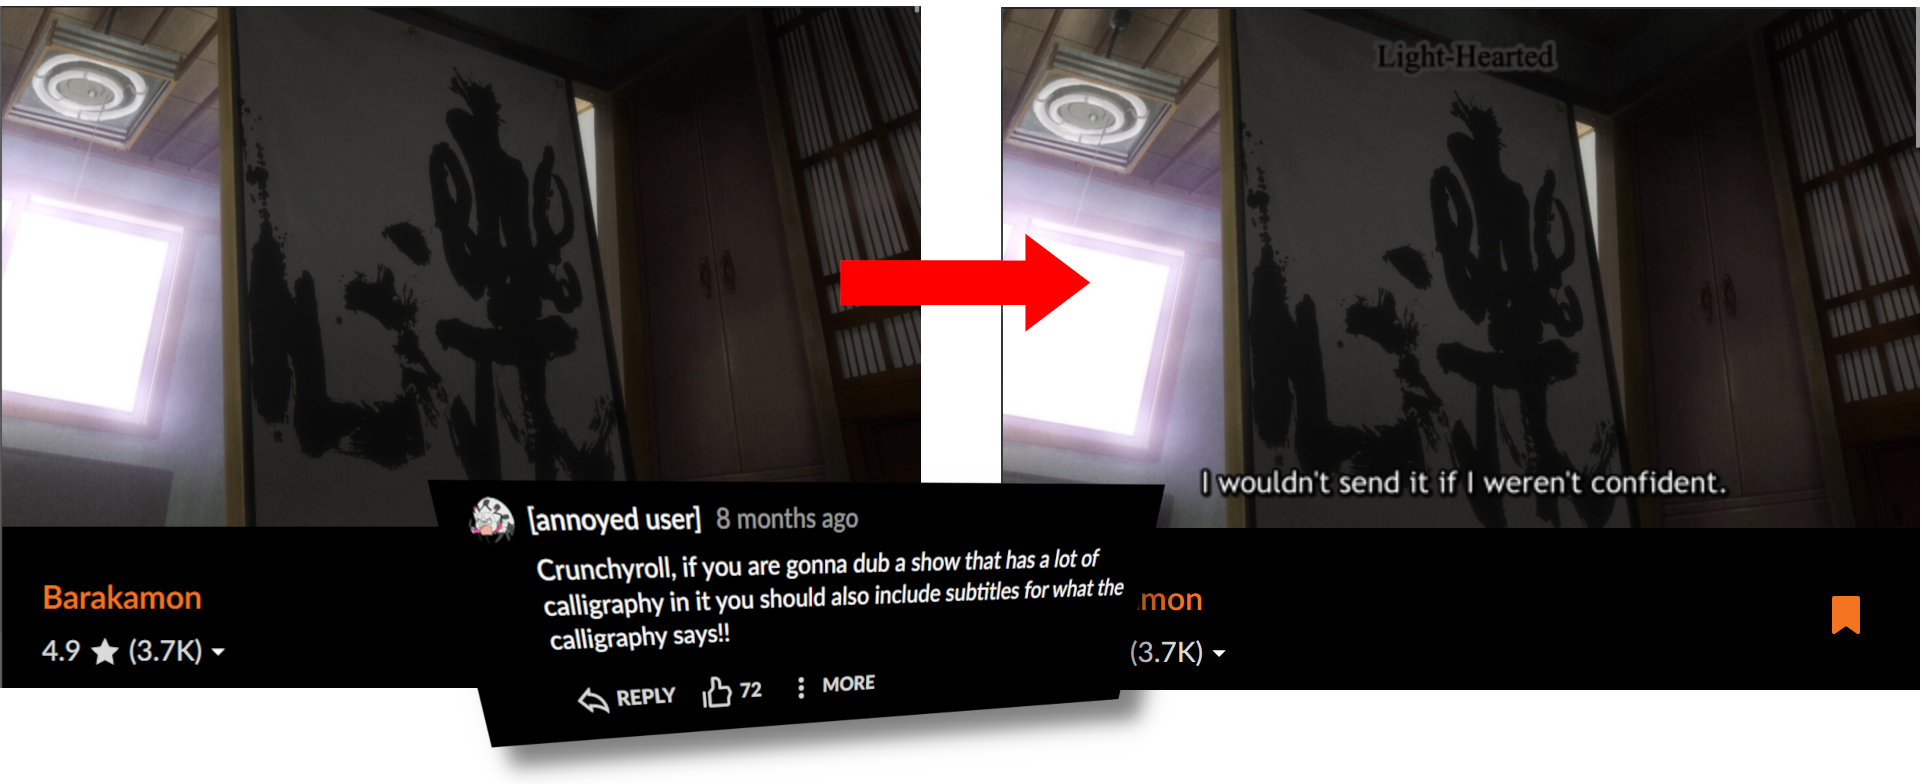 Light-Hearted
I wouldn't send it if I weren't confident.
Barakamon
4.9 ★ (3.7K)
[annoyed user] 8 months ago
Crunchyroll, if you are gonna dub a show that has a lot of
calligraphy in it you should also include subtitles for what the
calligraphy says!!
REPLY 72 MORE
mon
(3.7K)